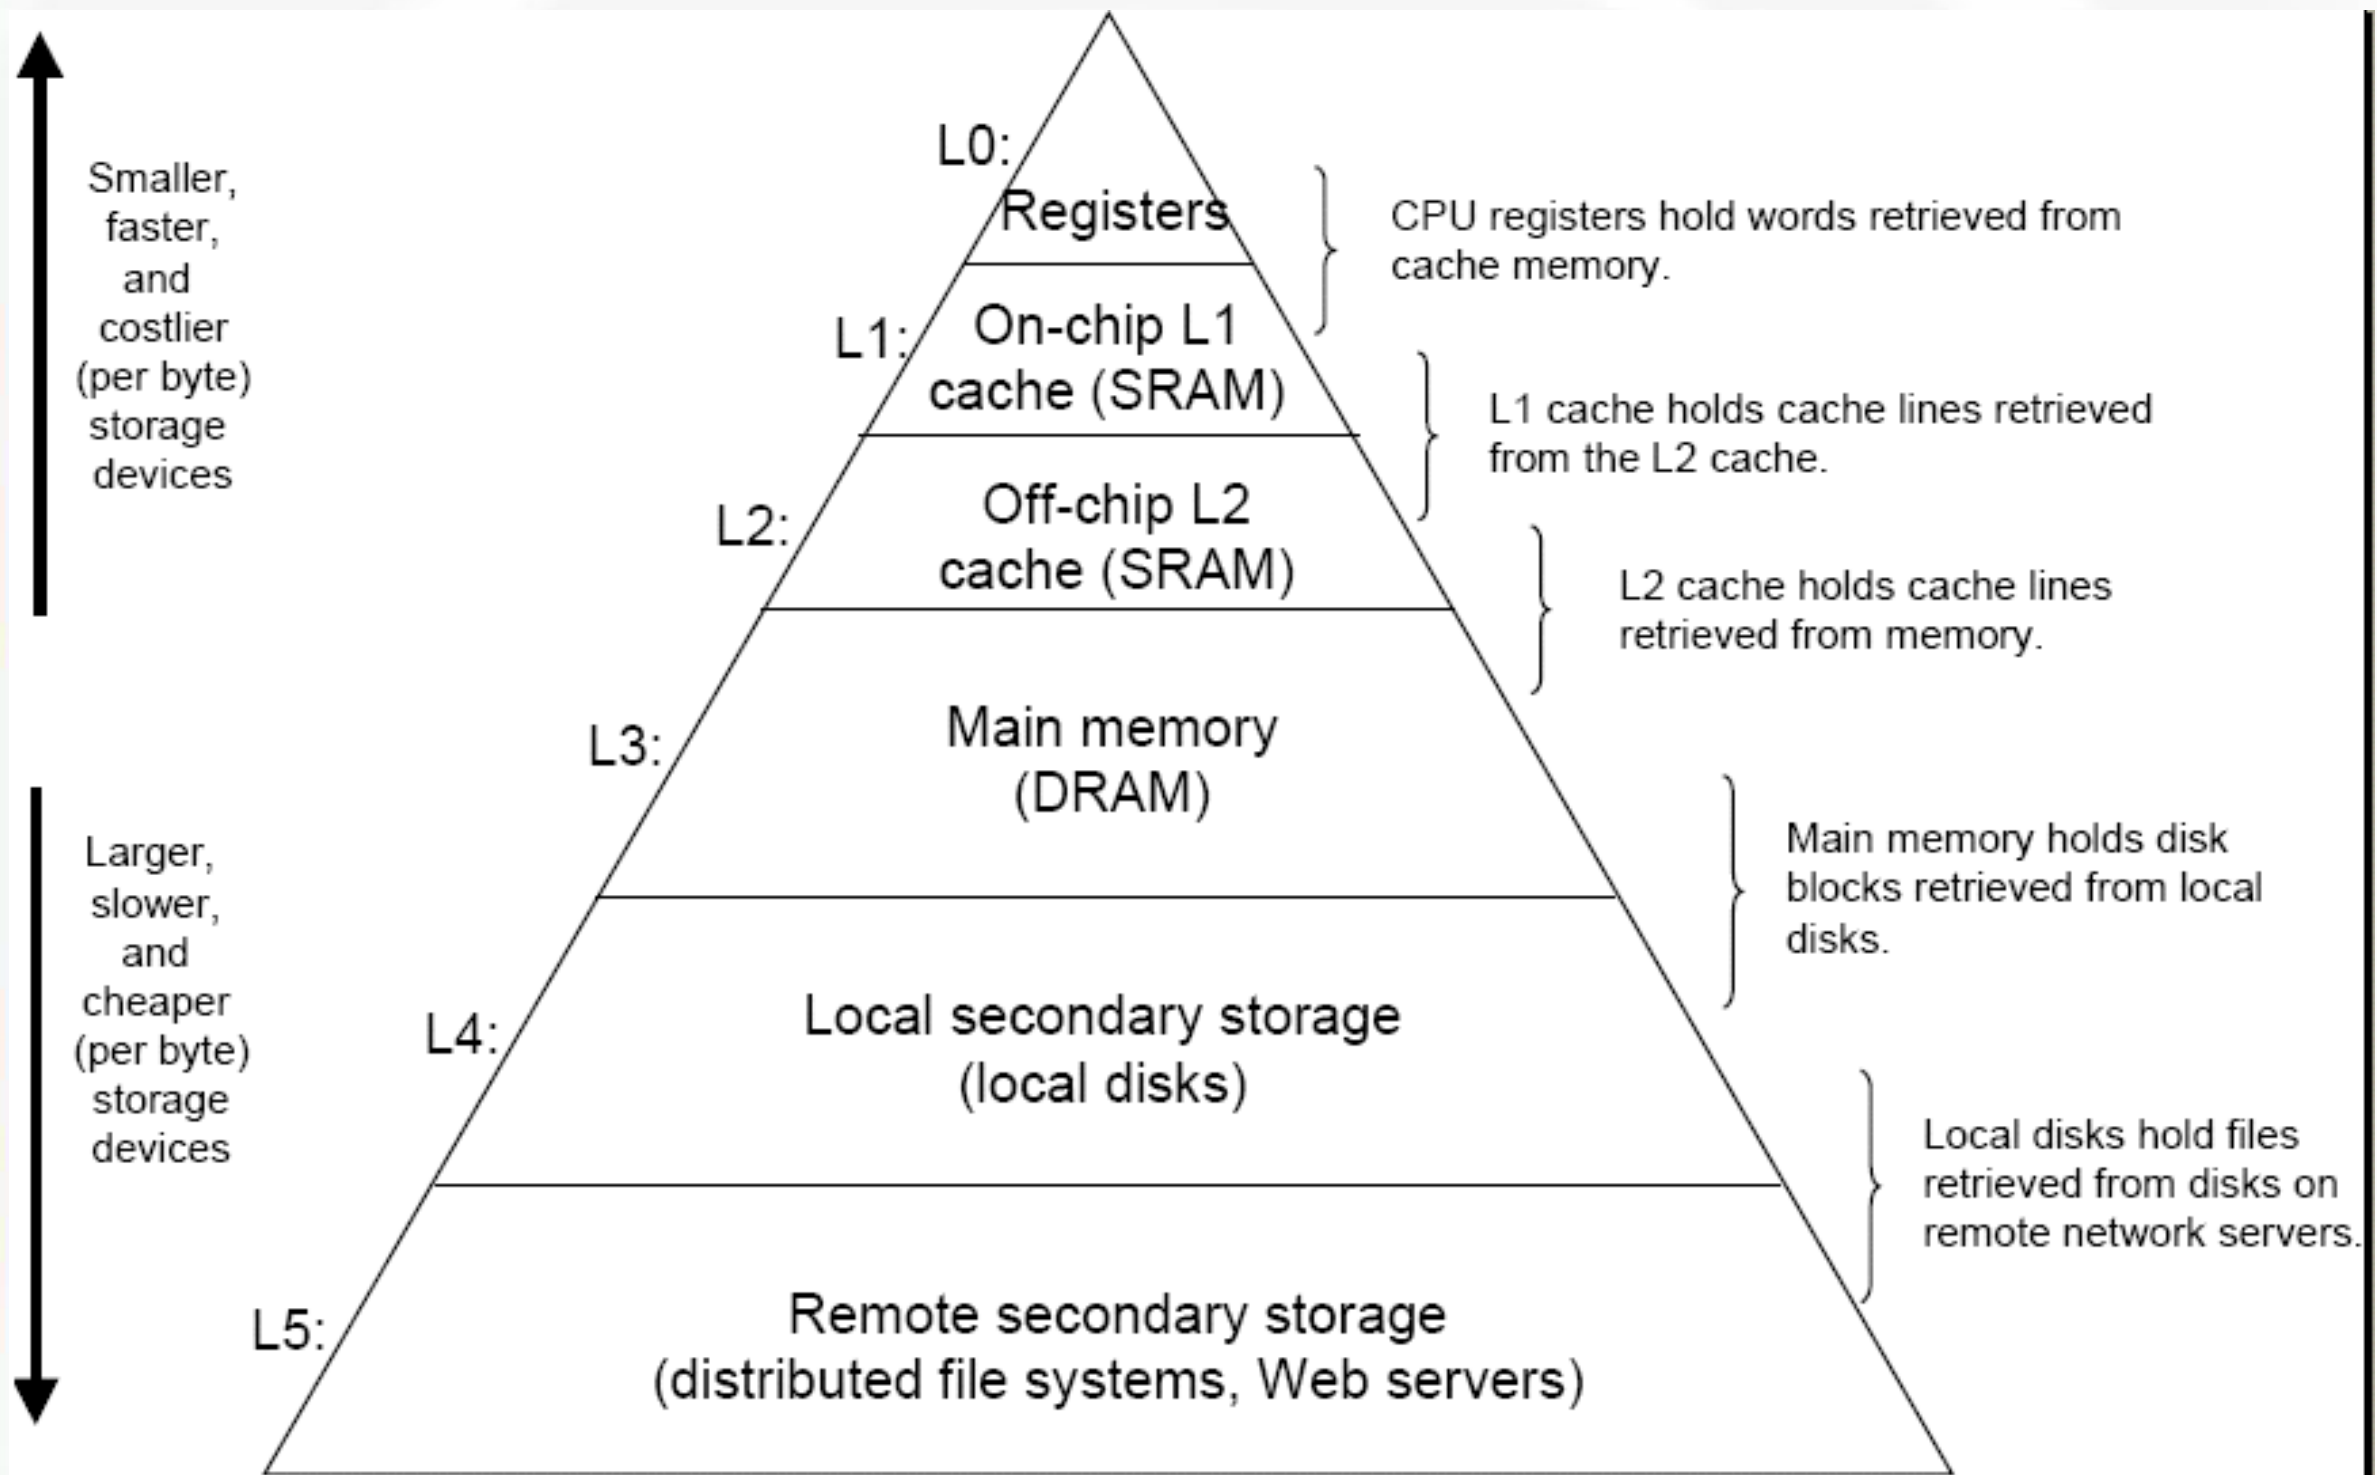 Smaller,
faster,
and
costlier
(per byte)
storage
devices
Larger,
slower,
and
cheaper
(per byte)
storage
devices
L0:
Registers
L1:
On-chip L1
cache (SRAM)
L2:
Off-chip L2
cache (SRAM)
L3:
Main memory
(DRAM)
L4:
Local secondary storage
(local disks)
L5:
Remote secondary storage
(distributed file systems, Web servers)
CPU registers hold words retrieved from
cache memory.
L1 cache holds cache lines retrieved
from the L2 cache.
L2 cache holds cache lines
retrieved from memory.
Main memory holds disk
blocks retrieved from local
disks.
Local disks hold files
retrieved from disks on
remote network servers.